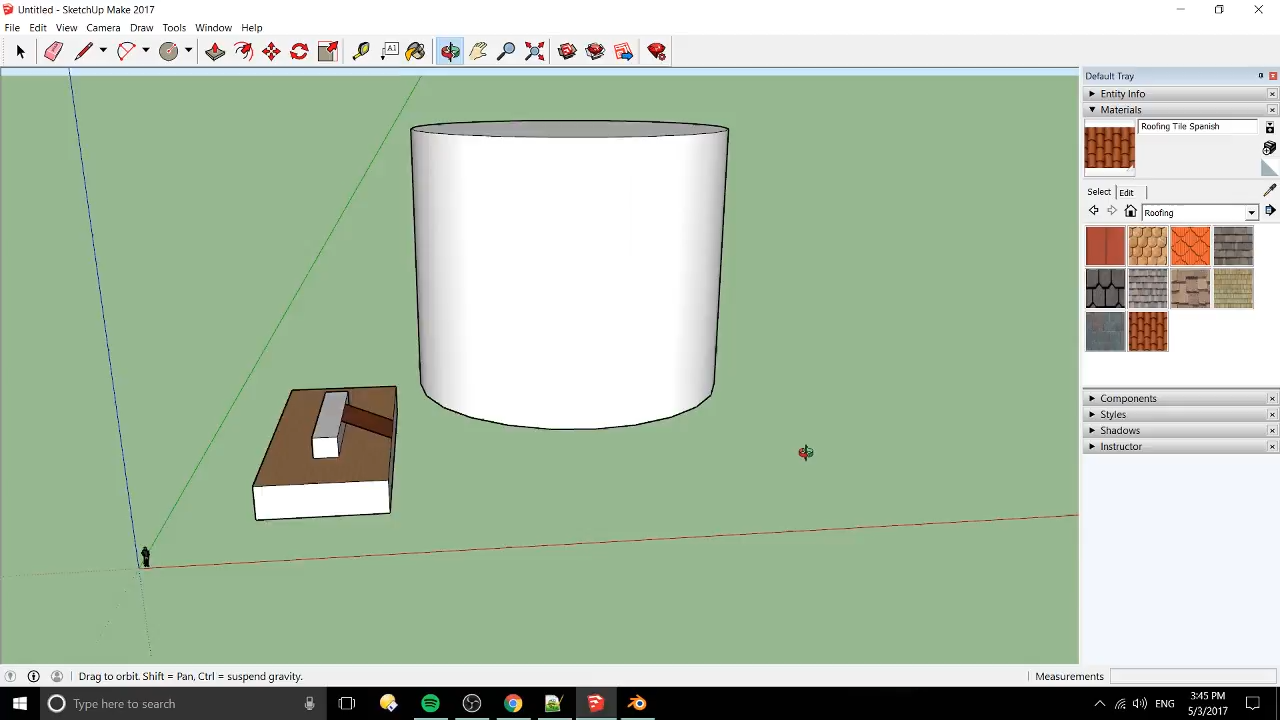 Untitled - SketchUp Make 2017
File Edit Camera Draw Tools Window Help
A1
Default Tray
Entity Info
Materials
Roofing Tile Spanish
Select Edit
Roofing
Components
Styles
Shadows
Instructor
Drag to orbit. Shift = Pan, Ctrl = suspend gravity.
Measurements
Type here to search
ENG
3:45 PM
5/3/2017